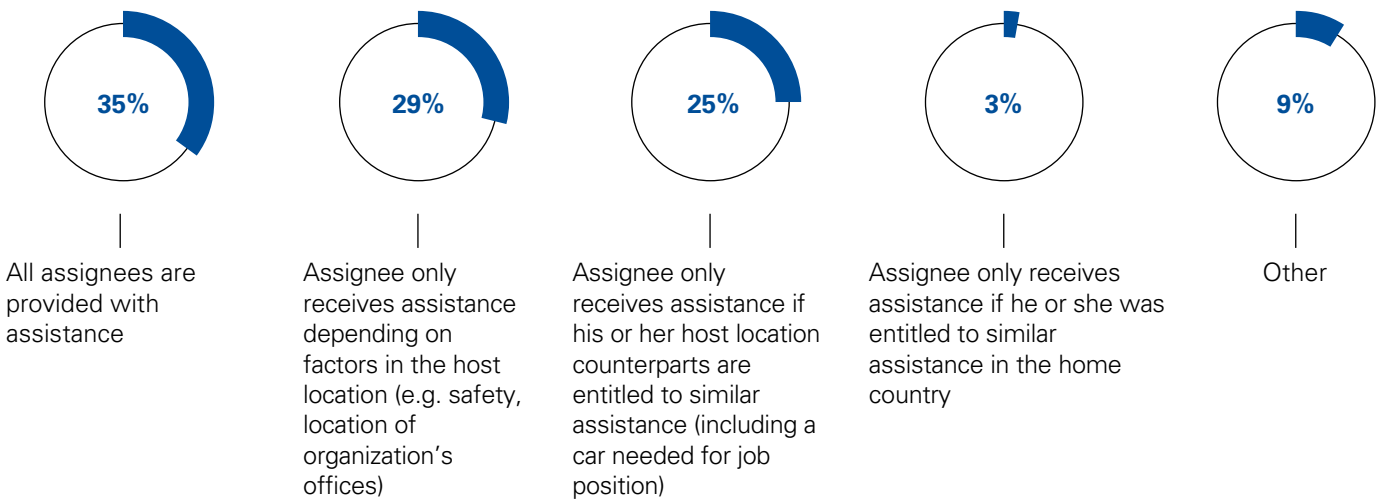 35%
29%
25%
3%
9%
All assignees are
provided with
assistance
Assignee only
receives assistance
depending on
factors in the host
location (e.g. safety,
location of
organization’s
offices)
Assignee only
receives assistance if
his or her host location
counterparts are
entitled to similar
assistance (including a
car needed for job
position)
Assignee only receives
assistance if he or she was
entitled to similar
assistance in the home
country
Other